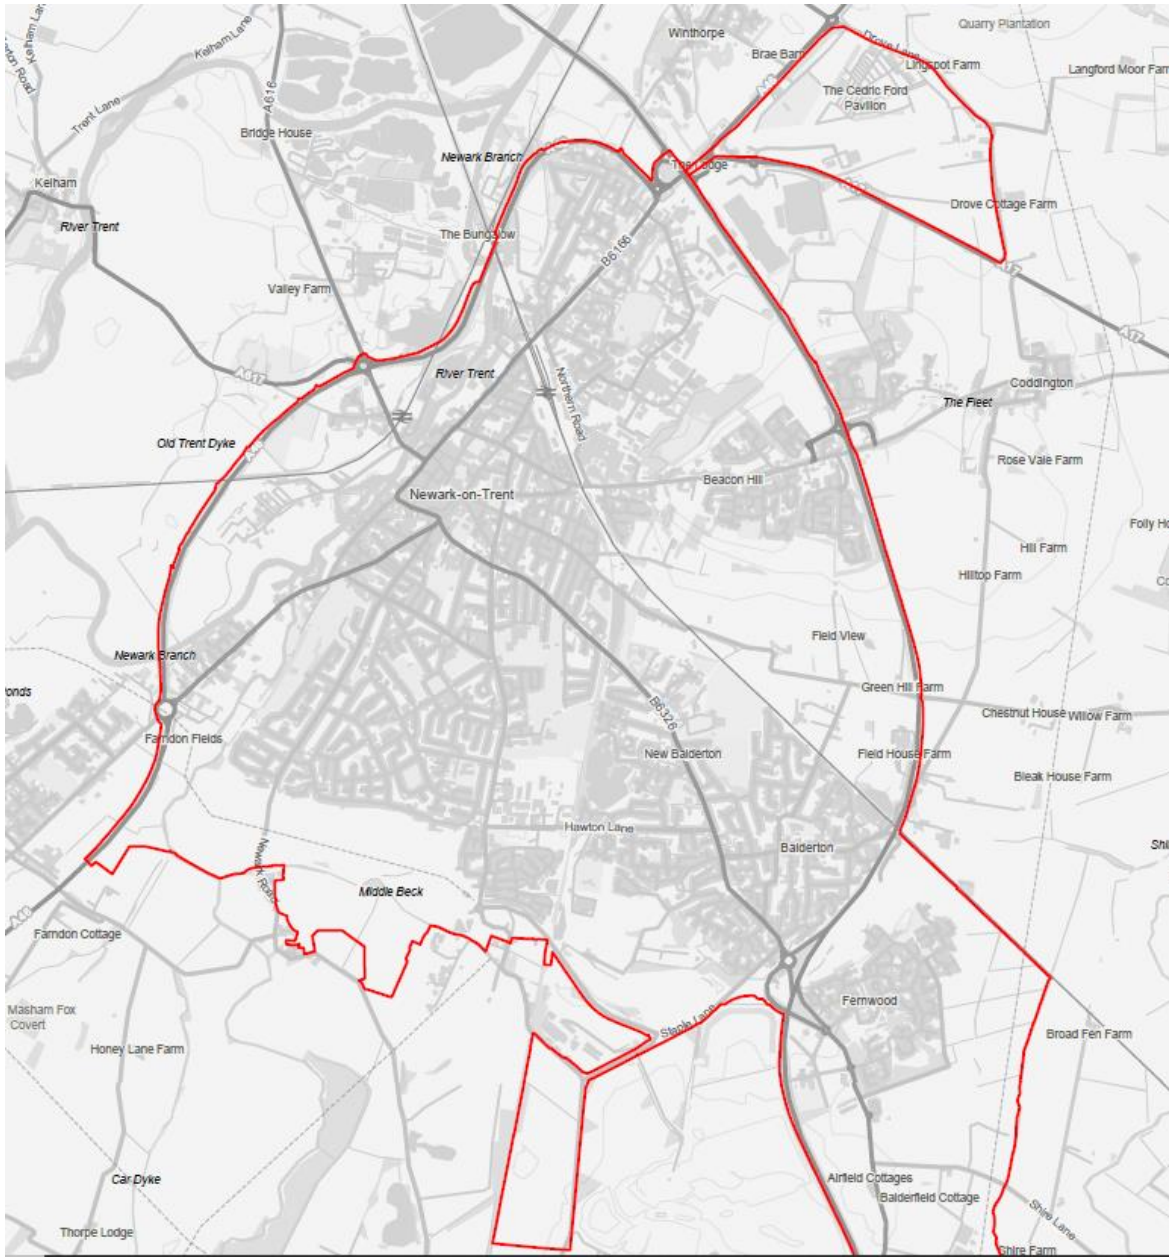 Quarry Plantation
Kelham Lane
Winthorpe
Kelham Lane
Drove Lane
Brae Barn
Lingspot Farm
Langford Moor Farm
The Cedric Ford
Pavilion
Trent Lane
A616
Bridge House
Newark Branch
The Lodge
Kelham
Drove Cottage Farm
River Trent
The Bungalow
B6166
A17
Valley Farm
A17
A617
River Trent
Northern Road
Coddington
The Fleet
Old Trent Dyke
Rose Vale Farm
Beacon Hill
Newark-on-Trent
Hill Farm
Hilltop Farm
Field View
Newark Branch
Green Hill Farm
Chestnut House
Willow Farm
B6326
Farndon Fields
New Balderton
Field House Farm
Bleak House Farm
Hawton Lane
Balderton
Newark Road
Middle Beck
A46
Farndon Cottage
Masham Fox
Covert
Fernwood
Staple Lane
Broad Fen Farm
Honey Lane Farm
Car Dyke
Airfield Cottages
Balderfield Cottage
Shire Lane
Thorpe Lodge
Shire Farm